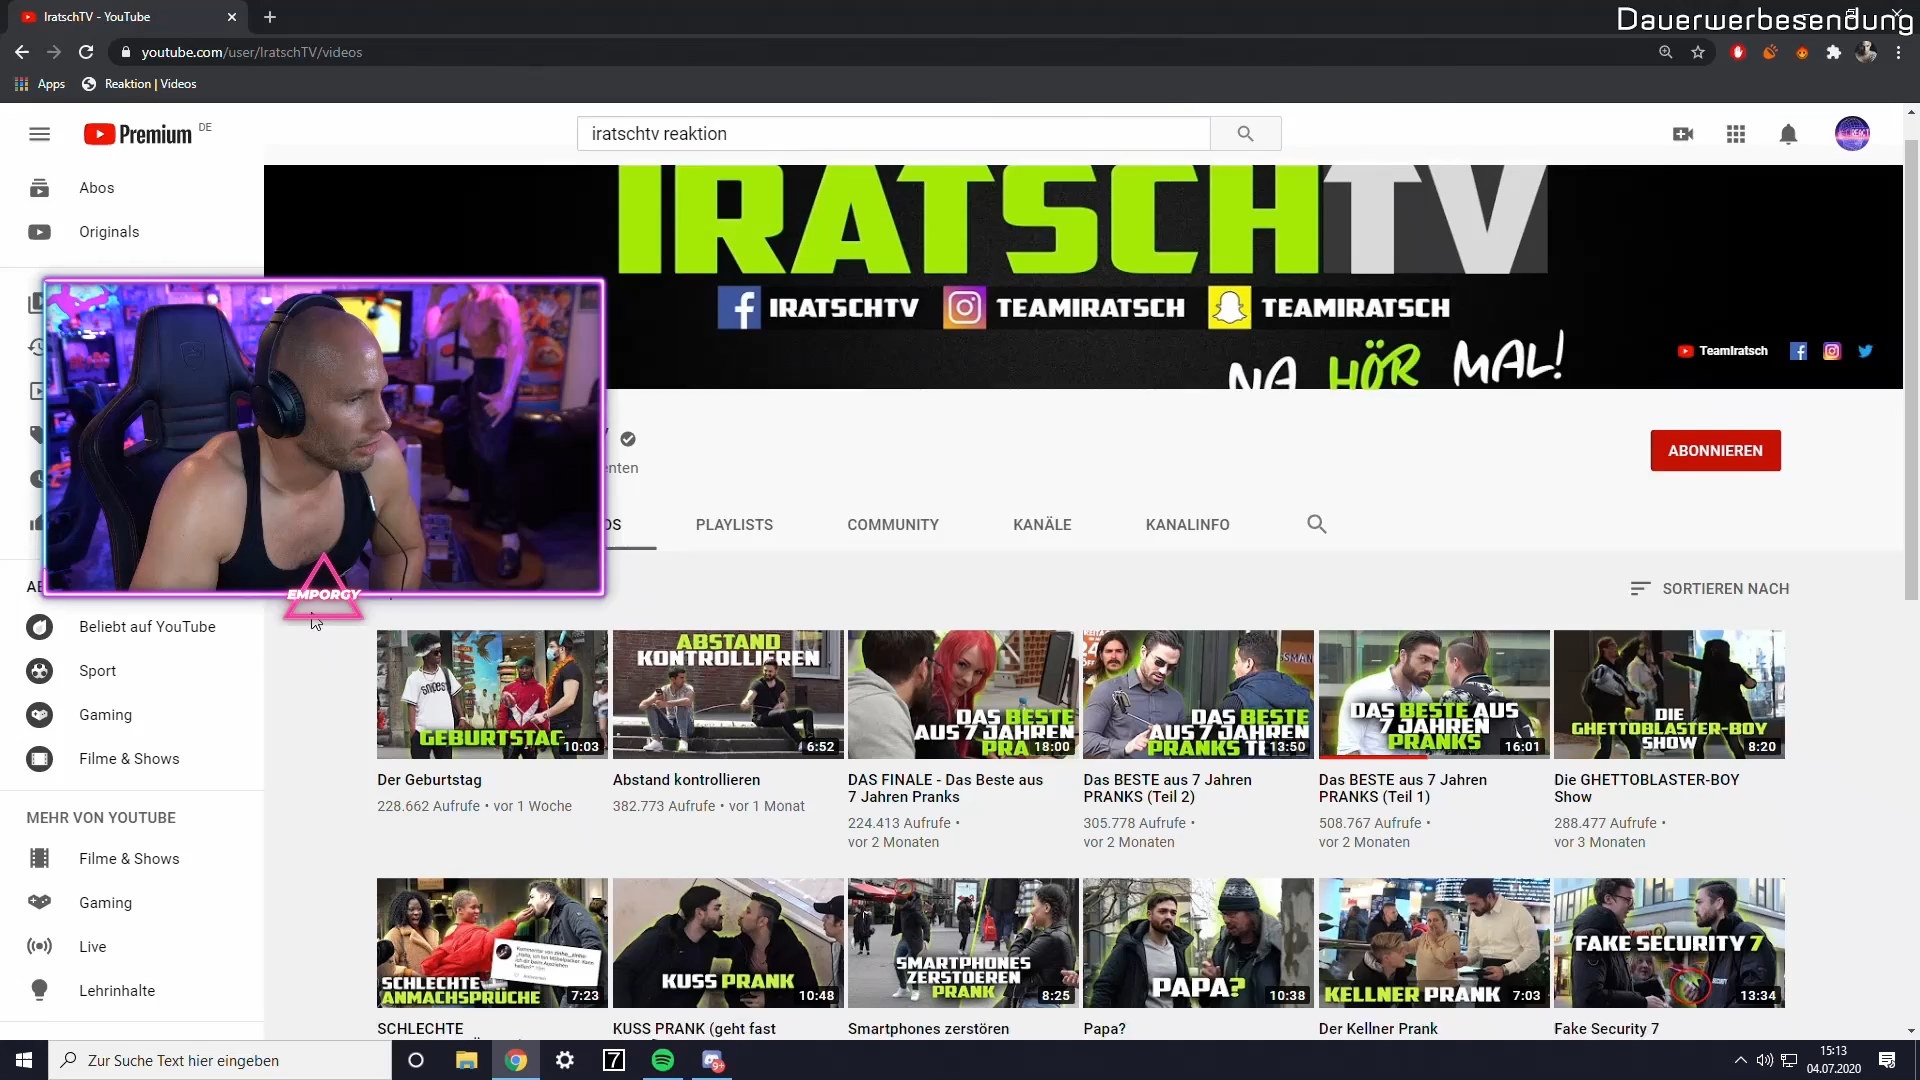 IratschTV - YouTube
Dauerwerbesendung
youtube.com/user/IratschTV/videos
Apps
Reaktion | Videos
Premium DE
iratschtv reaktion
Abos
Originals
IRATSCHTV
IRATSCHTV
TEAMIRATSCH
TEAMIRATSCH
NA HÖR MAL!
TeamIratsch
nten
ABONNIEREN
PLAYLISTS
COMMUNITY
KANÄLE
KANALINFO
EMPORGY
SORTIEREN NACH
Beliebt auf YouTube
Sport
Gaming
Filme & Shows
MEHR VON YOUTUBE
Filme & Shows
Gaming
Live
Lehrinhalte
GEBURTSTAG
10:03
Der Geburtstag
228.662 Aufrufe • vor 1 Woche
ABSTAND
KONTROLLIEREN
6:52
Abstand kontrollieren
382.773 Aufrufe • vor 1 Monat
DAS BESTE
AUS 7 JAHREN
PRA
18:00
DAS FINALE - Das Beste aus
7 Jahren Pranks
224.413 Aufrufe •
vor 2 Monaten
DAS BESTE
AUS 7 JAHREN
PRANKS TE
13:50
Das BESTE aus 7 Jahren
PRANKS (Teil 2)
305.778 Aufrufe •
vor 2 Monaten
DAS BESTE AUS
7 JAHREN
PRANKS
16:01
Das BESTE aus 7 Jahren
PRANKS (Teil 1)
508.767 Aufrufe •
vor 2 Monaten
DIE
GHETTOBLASTER-BOY
SHOW
8:20
Die GHETTOBLASTER-BOY
Show
288.477 Aufrufe •
vor 3 Monaten
SCHLECHTE
ANMACHSPRÜCHE
7:23
SCHLECHTE
KUSS PRANK
10:48
KUSS PRANK (geht fast
SMARTPHONES
ZERSTOEREN
PRANK
8:25
Smartphones zerstören
PAPA?
10:38
Papa?
KELLNER PRANK
7:03
Der Kellner Prank
FAKE SECURITY 7
13:34
Fake Security 7
Zur Suche Text hier eingeben
7
9+
15:13
04.07.2020